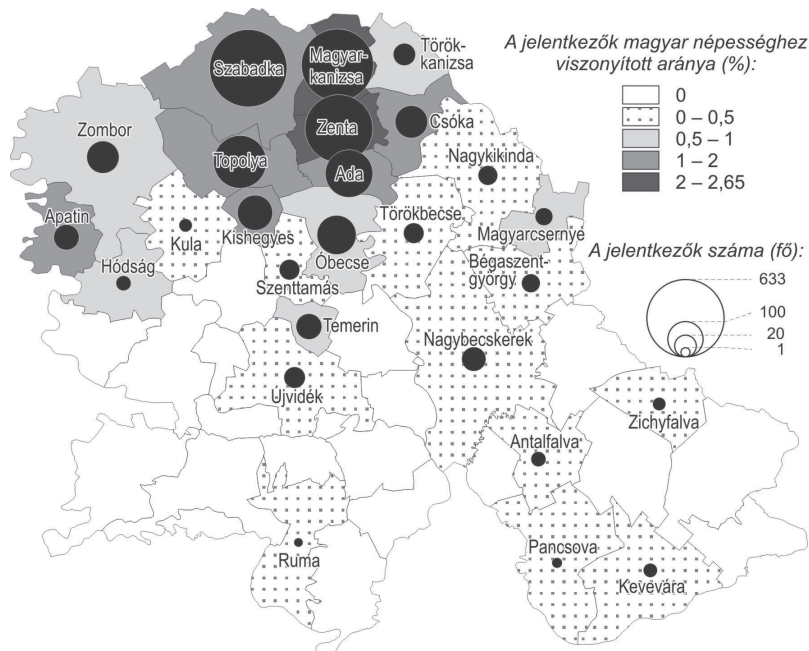 A jelentkezők magyar népességhez
viszonyított aránya (%):
0
0 – 0,5
0,5 – 1
1 – 2
2 – 2,65
A jelentkezők száma (fő):
633
100
20
1
Szabadka
Magyar-
kanizsa
Török-
kanizsa
Zombor
Zenta
Csóka
Topolya
Ada
Nagykikinda
Apatin
Kula
Kishegyes
Törökbecse
Magyarcsernye
Hódság
Óbecse
Bégaszent-
györgy
Szenttamás
Temerin
Nagybecskerek
Újvidék
Zichyfalva
Antalfalva
Ruma
Pancsova
Kevevára